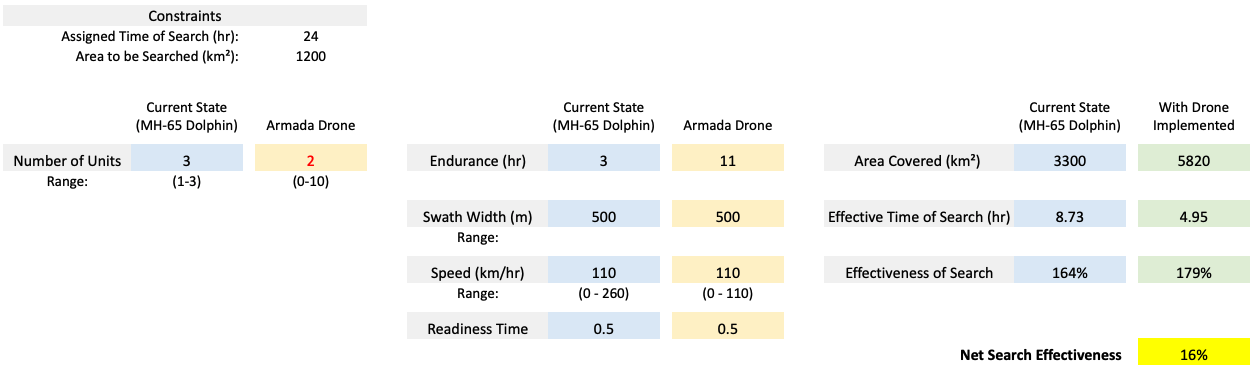 Constraints
Assigned Time of Search (hr): 24
Area to be Searched (km²): 1200
Current State
(MH-65 Dolphin) Armada Drone
Number of Units 3 2
Range: (1-3) (0-10)
Current State
(MH-65 Dolphin) Armada Drone
Endurance (hr) 3 11
Swath Width (m) 500 500
Range:
Speed (km/hr) 110 110
Range: (0 - 260) (0 - 110)
Readiness Time 0.5 0.5
Current State With Drone
(MH-65 Dolphin) Implemented
Area Covered (km²) 3300 5820
Effective Time of Search (hr) 8.73 4.95
Effectiveness of Search 164% 179%
Net Search Effectiveness 16%